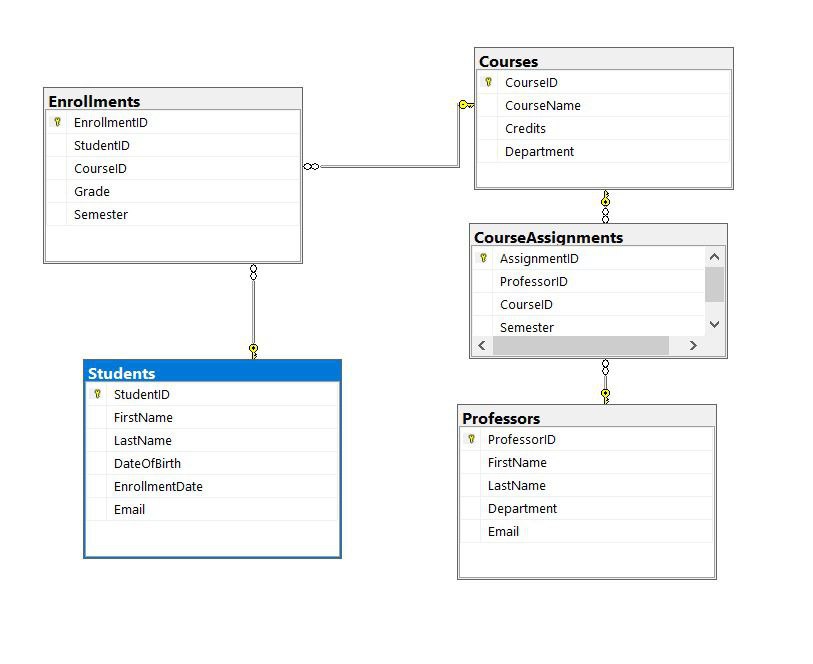 Enrollments
EnrollmentID
StudentID
CourseID
Grade
Semester
Courses
CourseID
CourseName
Credits
Department
CourseAssignments
AssignmentID
ProfessorID
CourseID
Semester
Students
StudentID
FirstName
LastName
DateOfBirth
EnrollmentDate
Email
Professors
ProfessorID
FirstName
LastName
Department
Email